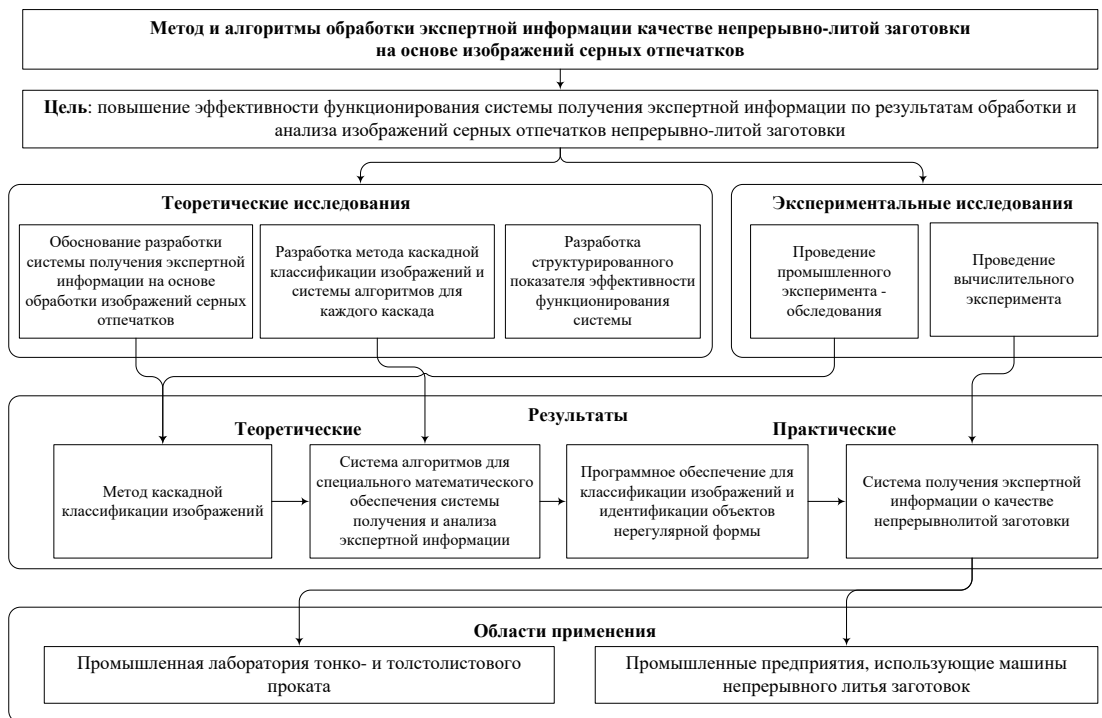 Метод и алгоритмы обработки экспертной информации качестве непрерывно-литой заготовки
на основе изображений серных отпечатков
Цель: повышение эффективности функционирования системы получения экспертной информации по результатам обработки и
анализа изображений серных отпечатков непрерывно-литой заготовки
Теоретические исследования
Обоснование разработки
системы получения экспертной
информации на основе
обработки изображений серных
отпечатков
Разработка метода каскадной
классификации изображений и
системы алгоритмов для
каждого каскада
Разработка
структурированного
показателя эффективности
функционирования
системы
Экспериментальные исследования
Проведение
промышленного
эксперимента -
обследования
Проведение
вычислительного
эксперимента
Результаты
Теоретические
Практические
Метод каскадной
классификации изображений
Система алгоритмов для
специального математического
обеспечения системы
получения и анализа
экспертной информации
Программное обеспечение для
классификации изображений и
идентификации объектов
нерегулярной формы
Система получения экспертной
информации о качестве
непрерывнолитой заготовки
Области применения
Промышленная лаборатория тонко- и толстолистового
проката
Промышленные предприятия, использующие машины
непрерывного литья заготовок